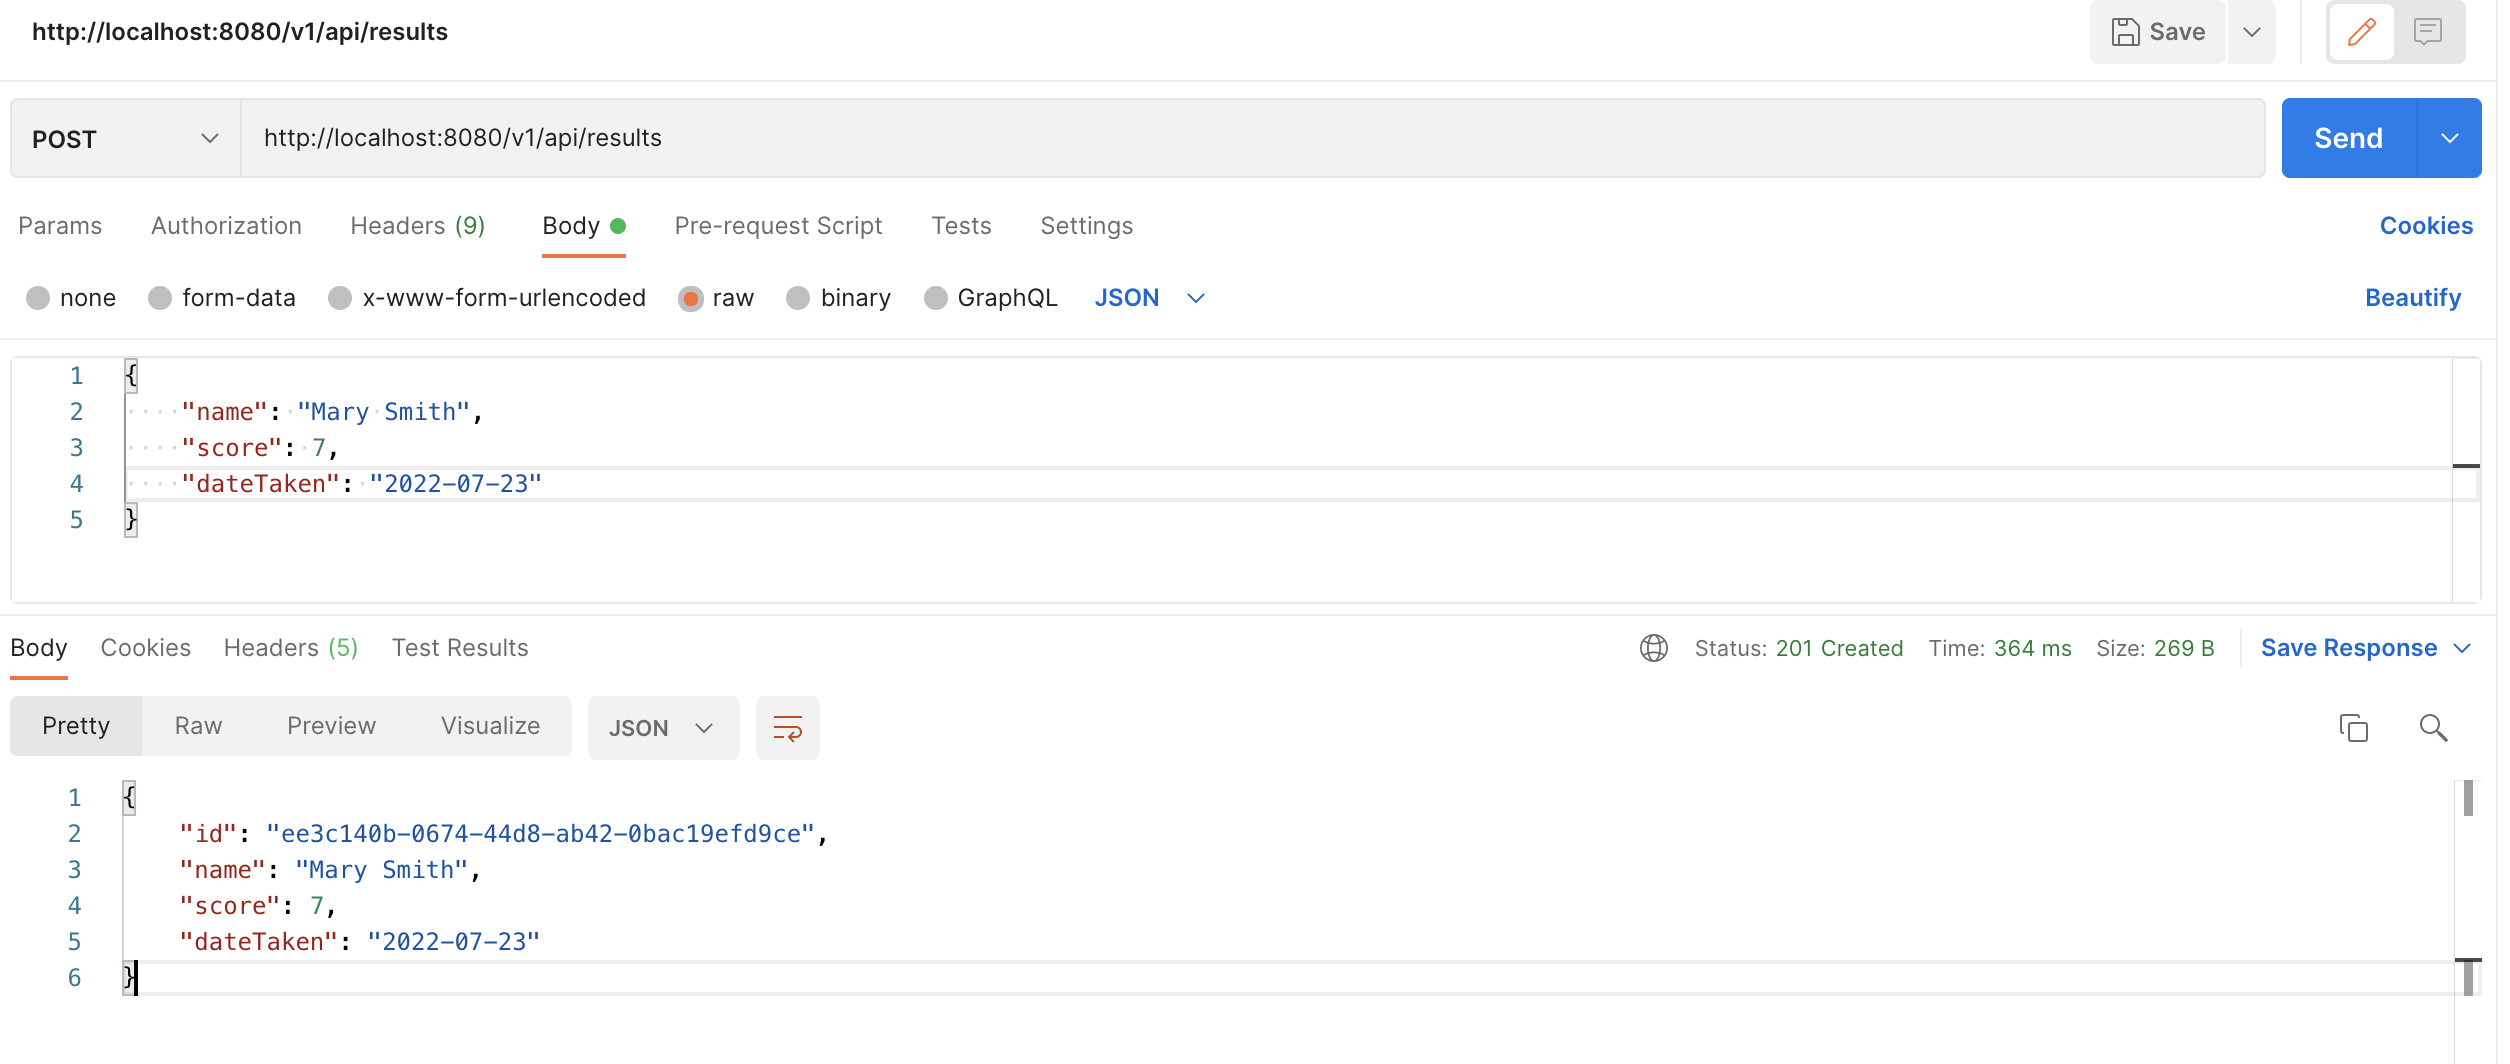 http://localhost:8080/v1/api/results Save
POST http://localhost:8080/v1/api/results Send
Params Authorization Headers (9) Body Pre-request Script Tests Settings Cookies
none form-data x-www-form-urlencoded raw binary GraphQL JSON Beautify
1 {
2 "name": "Mary Smith",
3 "score": 7,
4 "dateTaken": "2022-07-23"
5 }
Body Cookies Headers (5) Test Results Status: 201 Created Time: 364 ms Size: 269 B Save Response
Pretty Raw Preview Visualize JSON
1 {
2 "id": "ee3c140b-0674-44d8-ab42-0bac19efd9ce",
3 "name": "Mary Smith",
4 "score": 7,
5 "dateTaken": "2022-07-23"
6 }